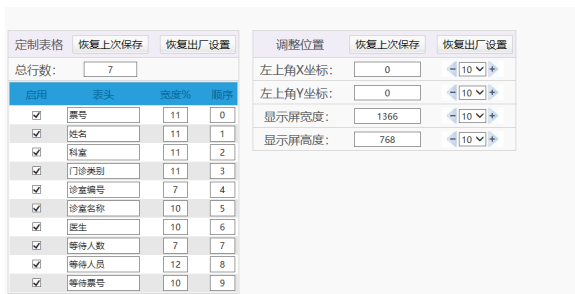 定制表格 恢复上次保存 恢复出厂设置
总行数: 7
启用 表头 宽度% 顺序
票号 11 0
姓名 11 1
科室 11 2
门诊类别 11 3
诊室编号 7 4
诊室名称 10 5
医生 10 6
等待人数 7 7
等待人员 12 8
等待票号 10 9
调整位置 恢复上次保存 恢复出厂设置
左上角X坐标: 0 - 10 +
左上角Y坐标: 0 - 10 +
显示屏宽度: 1366 - 10 +
显示屏高度: 768 - 10 +